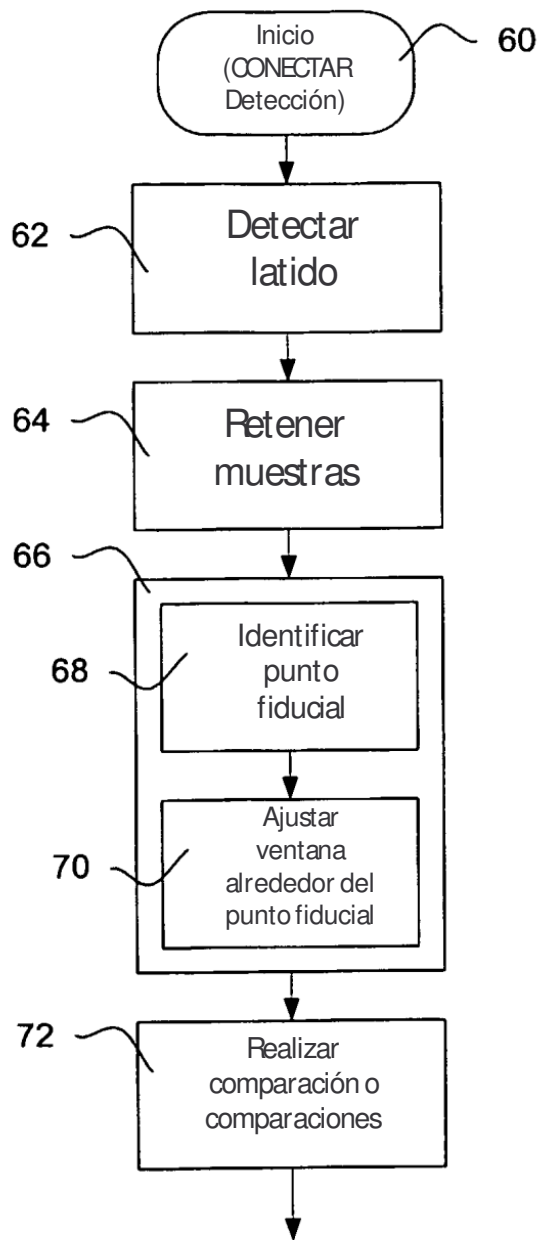 Inicio
(CONECTAR
Detección)
60
62
Detectar
latido
64
Retener
muestras
66
68
Identificar
punto
fiducial
70
Ajustar
ventana
alrededor del
punto fiducial
72
Realizar
comparación o
comparaciones